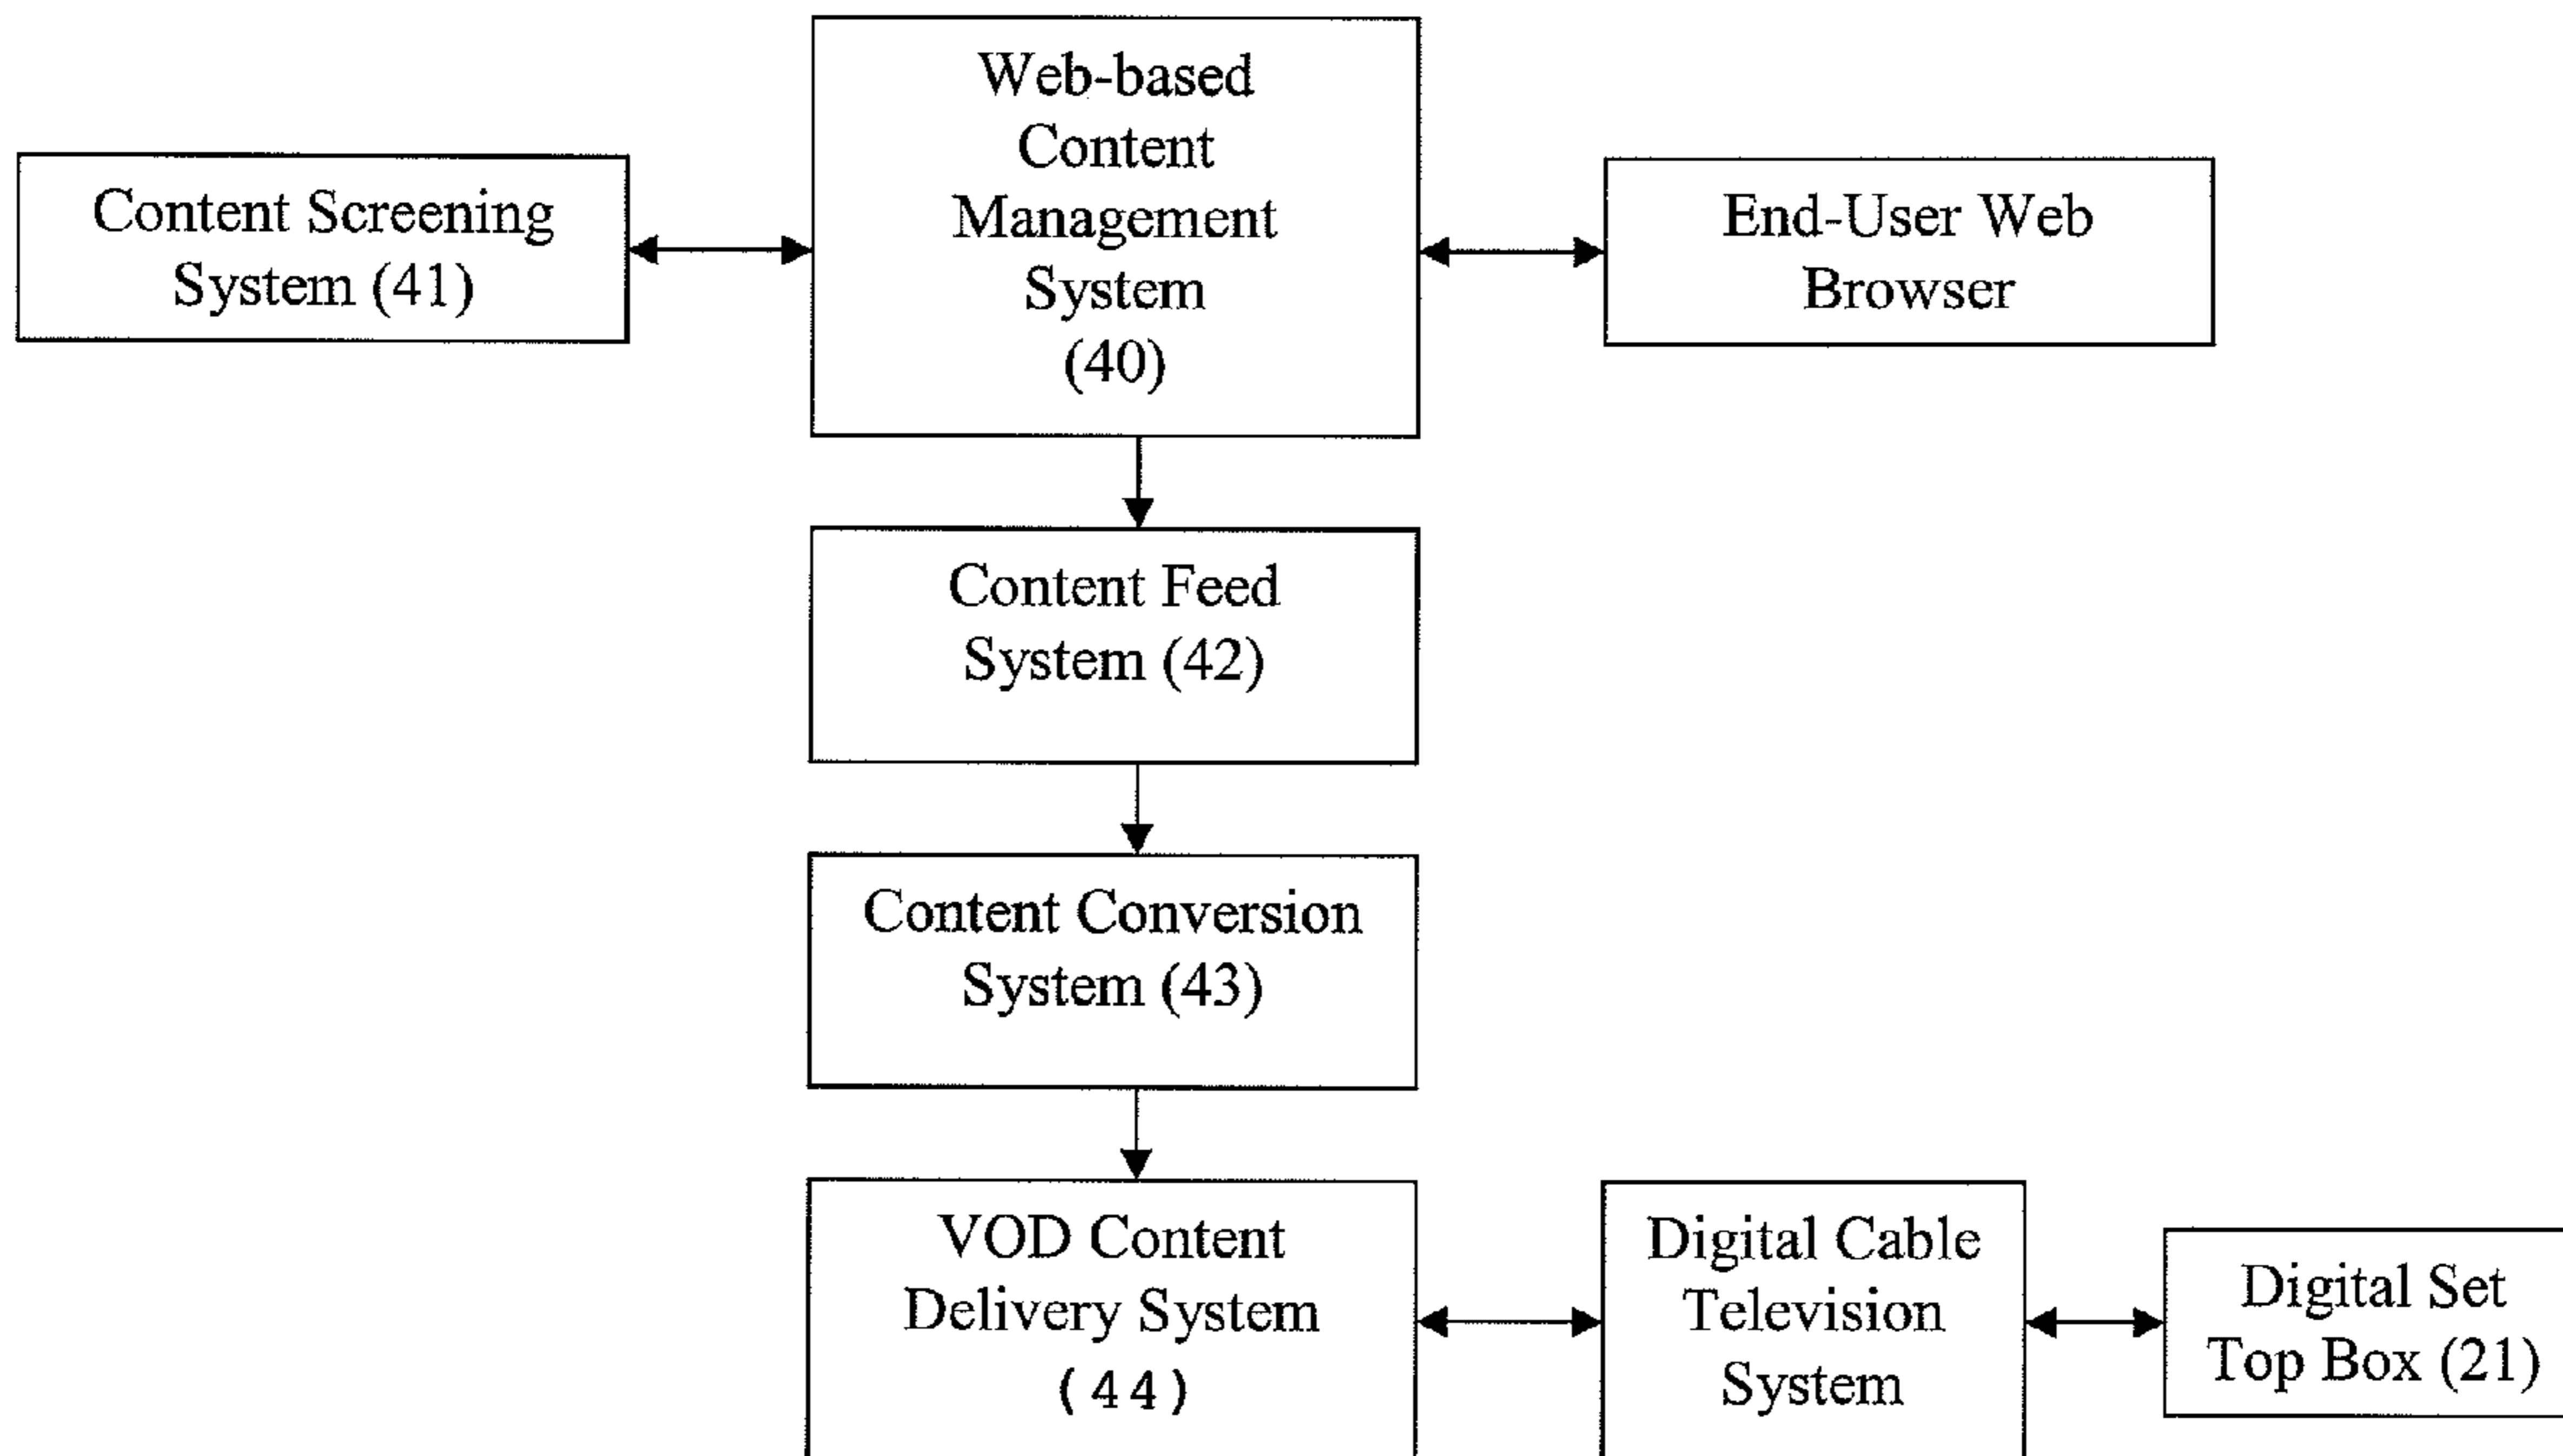 Web-based
Content
Management
System
(40)
Content Screening
System (41)
End-User Web
Browser
Content Feed
System (42)
Content Conversion
System (43)
VOD Content
Delivery System
(44)
Digital Cable
Television
System
Digital Set
Top Box (21)